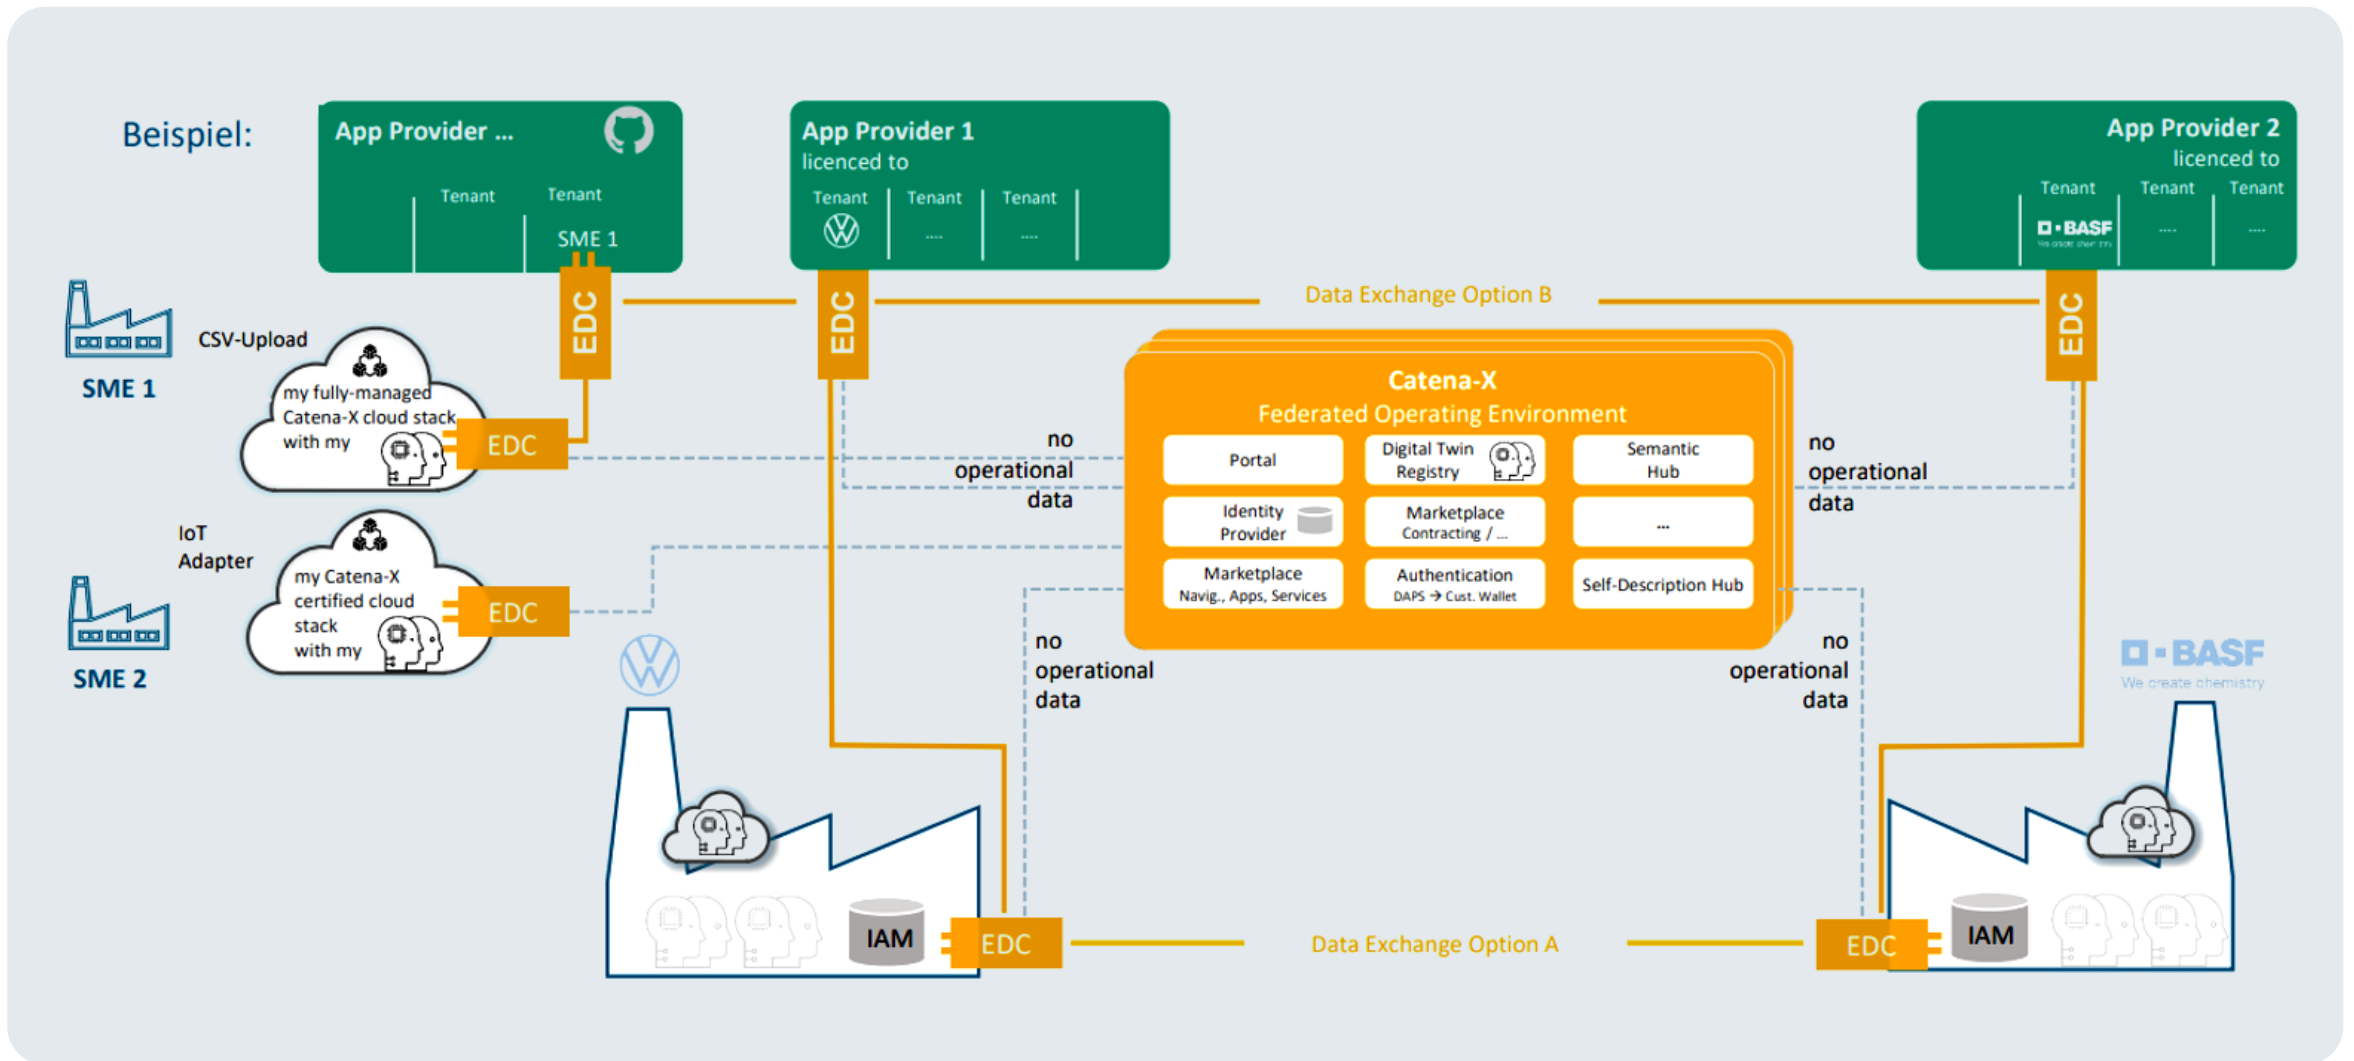 Beispiel:
App Provider ...
Tenant
Tenant
SME 1
App Provider 1
licenced to
Tenant
Tenant
Tenant
....
....
App Provider 2
licenced to
Tenant
Tenant
Tenant
BASF
We create chemistry
....
....
EDC
EDC
EDC
Data Exchange Option B
SME 1
CSV-Upload
my fully-managed
Catena-X cloud stack
with my
EDC
IoT
Adapter
SME 2
my Catena-X
certified cloud
stack
with my
EDC
no
operational
data
Catena-X
Federated Operating Environment
Portal
Digital Twin
Registry
Semantic
Hub
Identity
Provider
Marketplace
Contracting / ...
...
Marketplace
Navig., Apps, Services
Authentication
DAPS → Cust. Wallet
Self-Description Hub
no
operational
data
no
operational
data
no
operational
data
BASF
We create chemistry
IAM
EDC
Data Exchange Option A
EDC
IAM